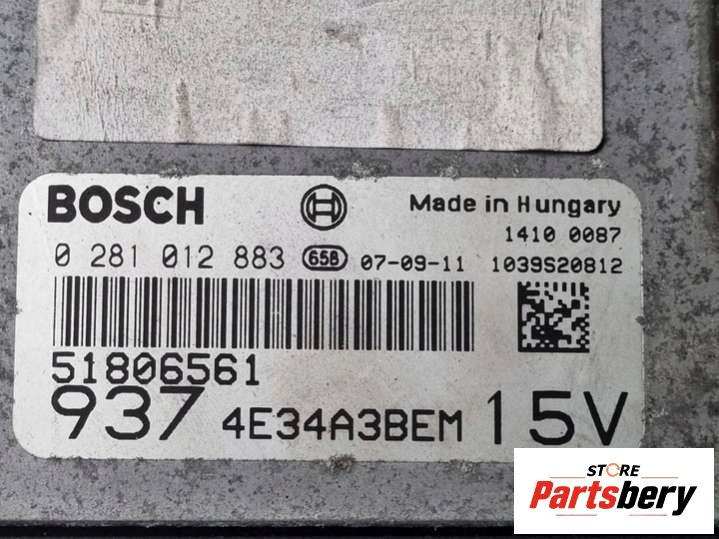 BOSCH
Made in Hungary
1410 0087
0 281 012 883 658 07-09-11 1039S20812
51806561
937 4E34A3BEM 15V
STORE
Partsbery